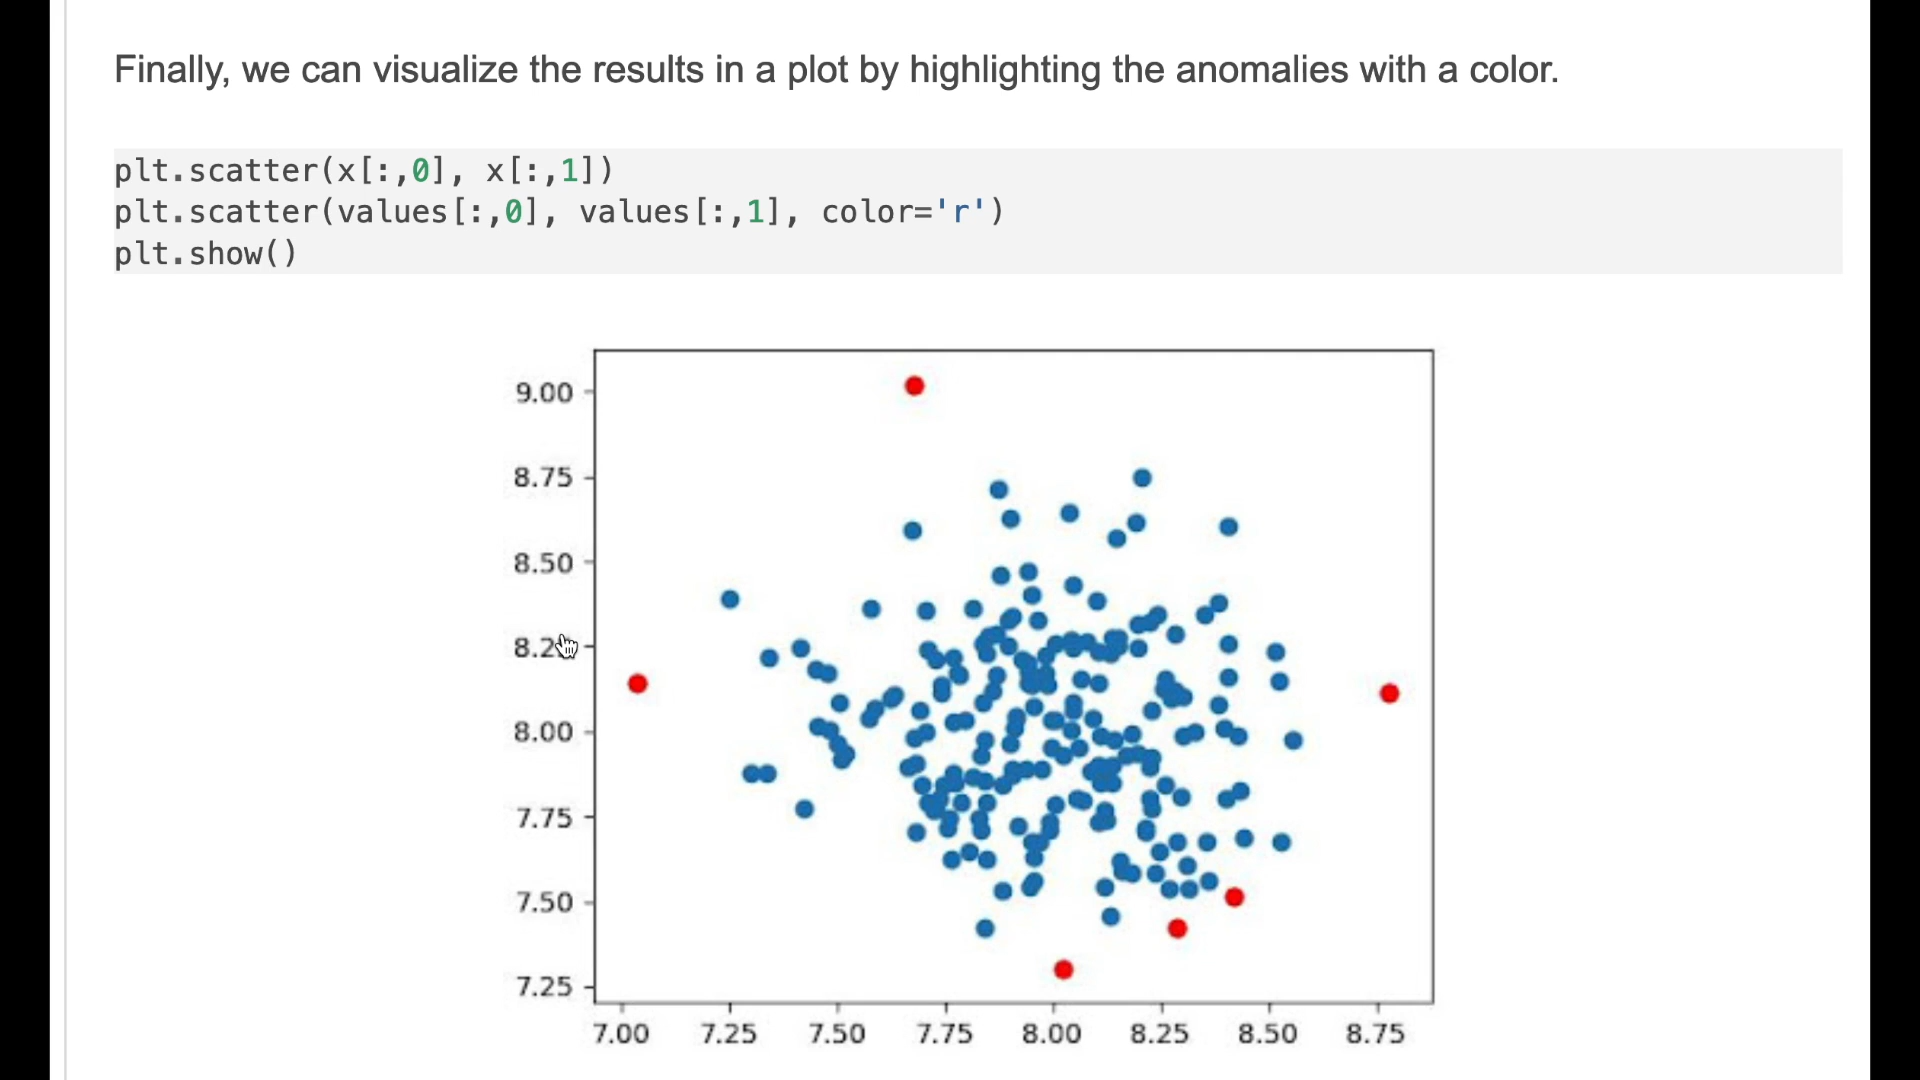 Finally, we can visualize the results in a plot by highlighting the anomalies with a color.
plt.scatter(x[:,0], x[:,1])
plt.scatter(values[:,0], values[:,1], color='r')
plt.show()
9.00
8.75
8.50
8.2
8.00
7.75
7.50
7.25
7.00 7.25 7.50 7.75 8.00 8.25 8.50 8.75